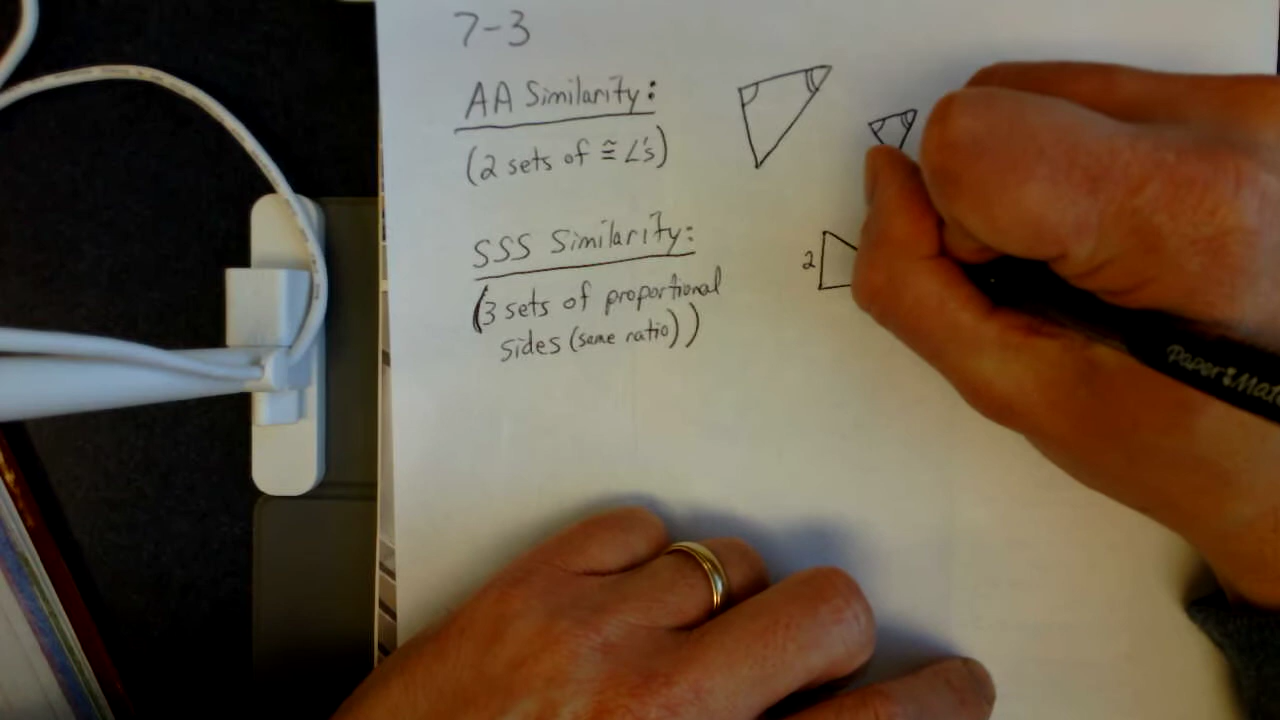 7-3
AA Similarity:
(2 sets of ≅ ∠'s)
SSS Similarity:
(3 sets of proportional
sides (same ratio))
2
Paper Mate